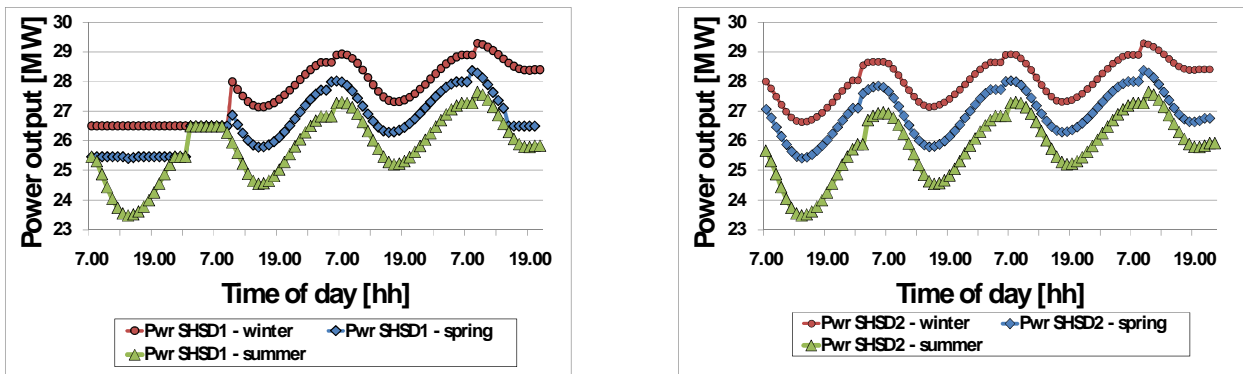 30
29
28
27
26
25
24
23
Power output [MW]
7.00 19.00 7.00 19.00 7.00 19.00 7.00 19.00
Time of day [hh]
Pwr SHSD1 - winter
Pwr SHSD1 - spring
Pwr SHSD1 - summer
30
29
28
27
26
25
24
23
Power output [MW]
7.00 19.00 7.00 19.00 7.00 19.00 7.00 19.00
Time of day [hh]
Pwr SHSD2 - winter
Pwr SHSD2 - spring
Pwr SHSD2 - summer